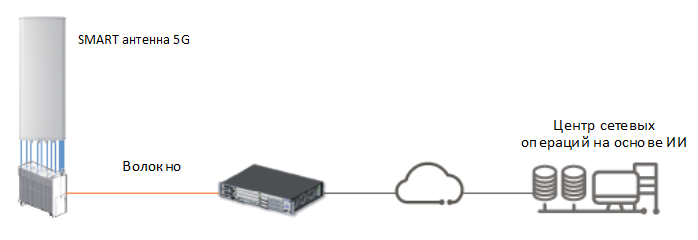 SMART антенна 5G
Центр сетевых
операций на основе ИИ
Волокно